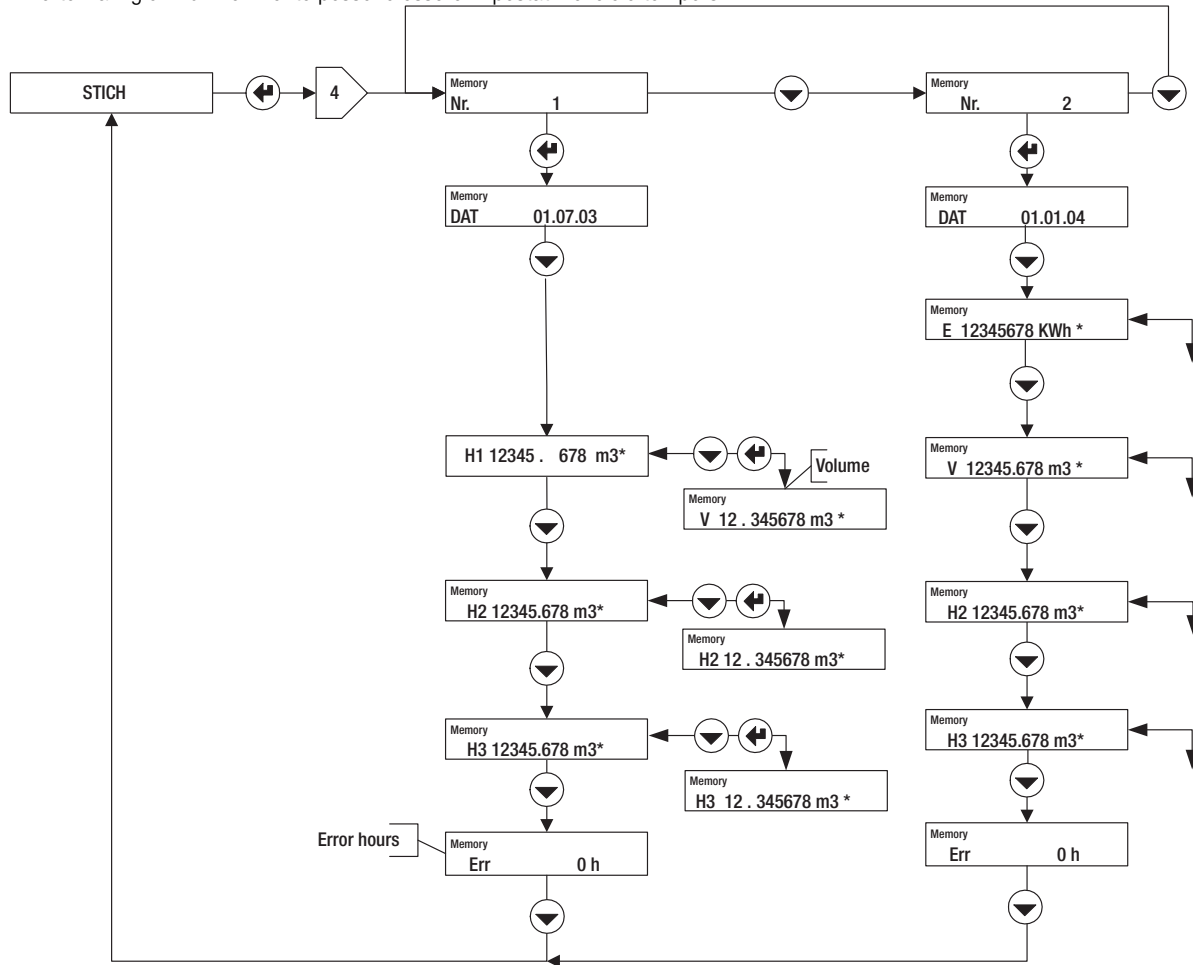 STICH
4
Memory
Nr. 1
Memory
Nr. 2
Memory
DAT 01.07.03
Memory
DAT 01.01.04
Memory
E 12345678 KWh *
H1 12345 . 678 m3*
Volume
Memory
V 12 . 345678 m3 *
Memory
V 12345.678 m3 *
Memory
H2 12345.678 m3*
Memory
H2 12 . 345678 m3*
Memory
H2 12345.678 m3*
Memory
H3 12345.678 m3*
Memory
H3 12 . 345678 m3 *
Memory
H3 12345.678 m3*
Error hours
Memory
Err 0 h
Memory
Err 0 h